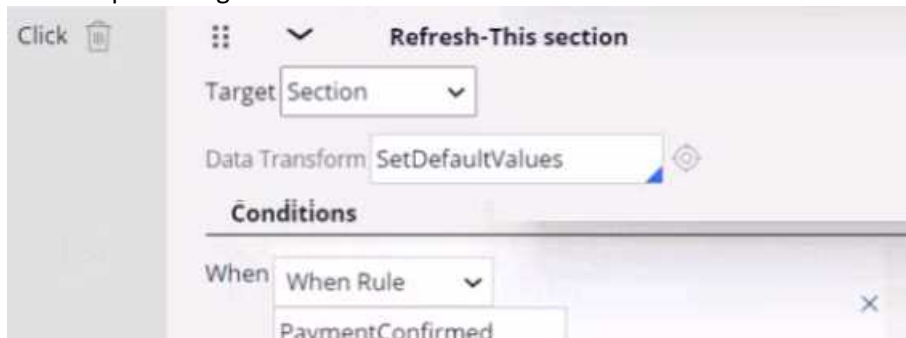 Click
Refresh-This section
Target Section
Data Transform SetDefaultValues
Conditions
When When Rule
PaymentConfirmed